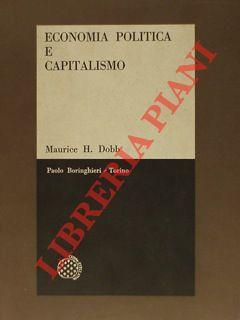 ECONOMIA POLITICA
E
CAPITALISMO
Maurice H. Dobb
Paolo Boringhieri - Torino
LIBRERIA PIANI